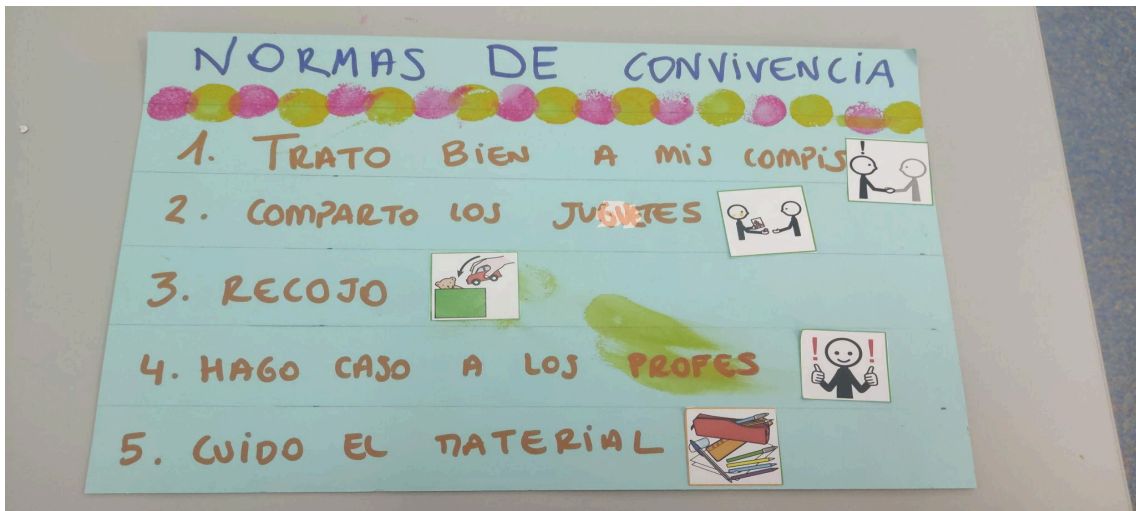 NORMAS DE CONVIVENCIA
1. TRATO BIEN A MIS COMPIS
2. COMPARTO LOS JUGUETES
3. RECOJO
4. HAGO CASO A LOS PROFES
5. CUIDO EL MATERIAL